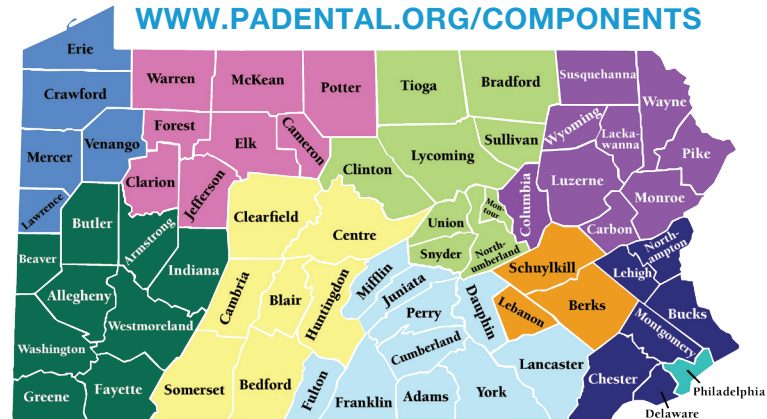 WWW.PADENTAL.ORG/COMPONENTS
Erie
Warren
McKean
Potter
Tioga
Bradford
Susquehanna
Wayne
Crawford
Forest
Elk
Cameron
Sullivan
Wyoming
Lacka-
wanna
Pike
Mercer
Venango
Clarion
Jefferson
Clinton
Lycoming
Columbia
Luzerne
Monroe
Lawrence
Butler
Armstrong
Clearfield
Centre
Union
Mon-
tour
Carbon
North-
ampton
Beaver
Indiana
Snyder
North-
umberland
Schuylkill
Lehigh
Allegheny
Cambria
Blair
Huntingdon
Mifflin
Juniata
Perry
Dauphin
Lebanon
Berks
Bucks
Montgomery
Westmoreland
Washington
Cumberland
Lancaster
Greene
Fayette
Somerset
Bedford
Fulton
Franklin
Adams
York
Chester
Philadelphia
Delaware